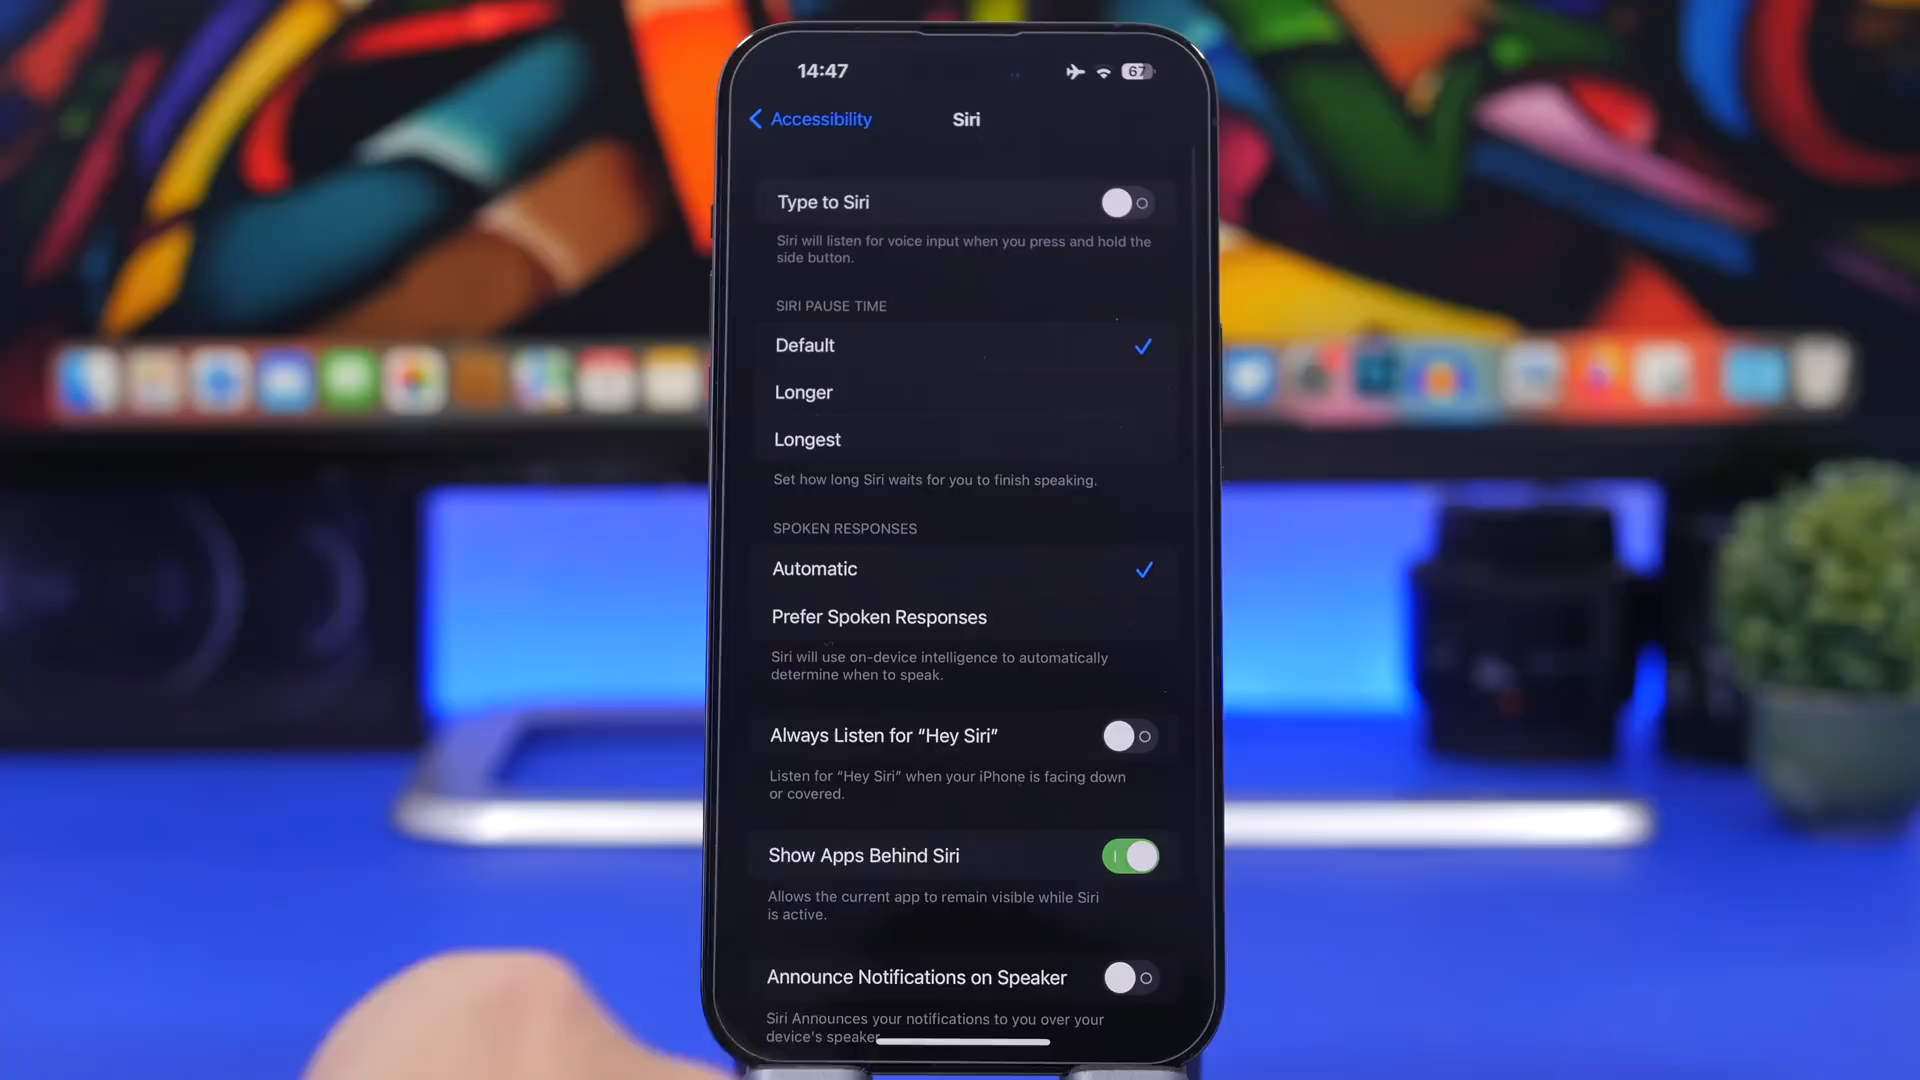 14:47
67
Accessibility
Siri
Type to Siri
Siri will listen for voice input when you press and hold the
side button.
SIRI PAUSE TIME
Default
Longer
Longest
Set how long Siri waits for you to finish speaking.
SPOKEN RESPONSES
Automatic
Prefer Spoken Responses
Siri will use on-device intelligence to automatically
determine when to speak.
Always Listen for “Hey Siri”
Listen for “Hey Siri” when your iPhone is facing down
or covered.
Show Apps Behind Siri
Allows the current app to remain visible while Siri
is active.
Announce Notifications on Speaker
Siri Announces your notifications to you over your
device's speaker